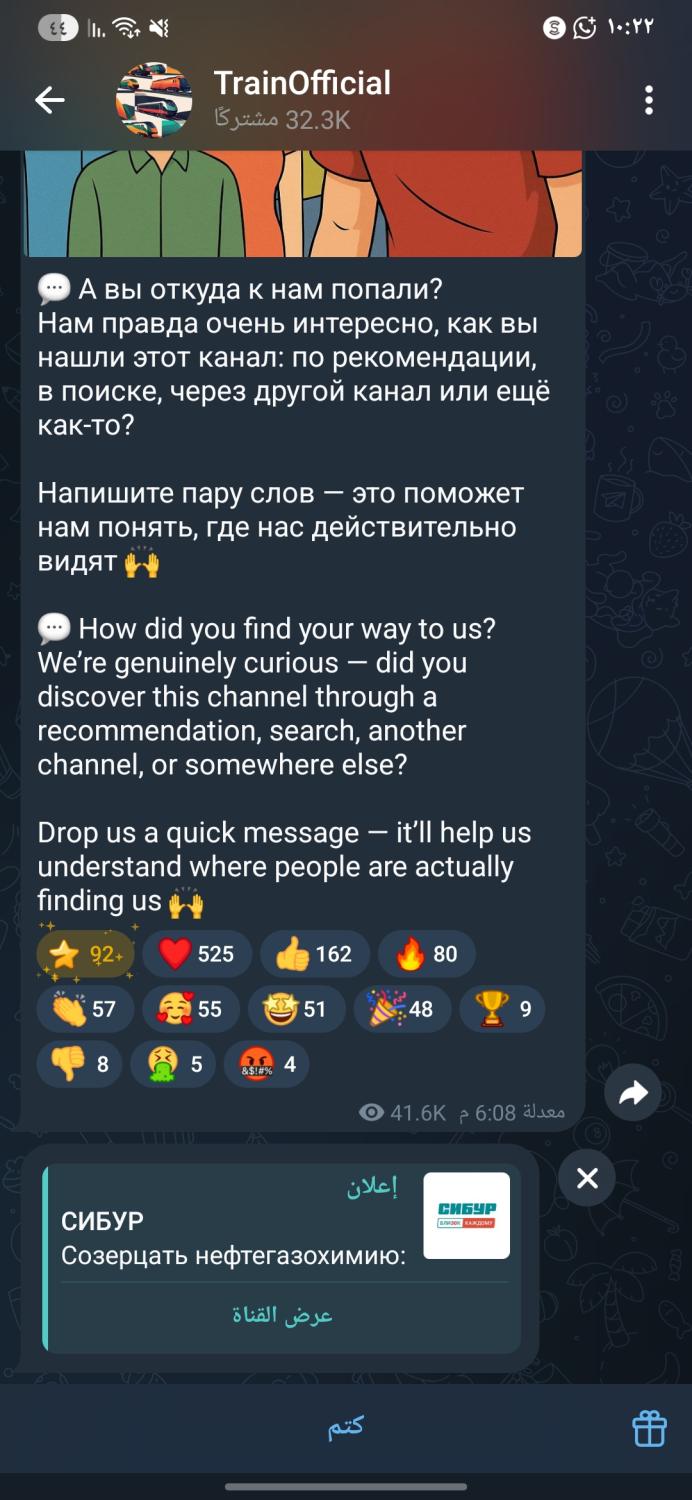 ٤٤
١٠:٢٢
TrainOfficial
32.3K مشتركًا
А вы откуда к нам попали?
Нам правда очень интересно, как вы
нашли этот канал: по рекомендации,
в поиске, через другой канал или ещё
как-то?
Напишите пару слов — это поможет
нам понять, где нас действительно
видят 🙌
How did you find your way to us?
We’re genuinely curious — did you
discover this channel through a
recommendation, search, another
channel, or somewhere else?
Drop us a quick message — it’ll help us
understand where people are actually
finding us 🙌
⭐ 92 ❤️ 525 👍 162 🔥 80
👏 57 🥰 55 🤩 51 🎉 48 🏆 9
👎 8 🤮 5 🤬 4
41.6K معدلة 6:08 م
إعلان
СИБУР
СИБУР
БЛИЗОК КАЖДОМУ
Созерцать нефтегазохимию:
عرض القناة
كتم